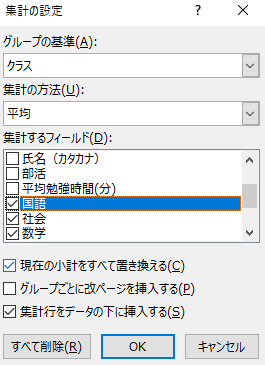 集計の設定
グループの基準(A):
クラス
集計の方法(U):
平均
集計するフィールド(D):
氏名（カタカナ）
部活
平均勉強時間(分)
国語
社会
数学
現在の小計をすべて置き換える(C)
グループごとに改ページを挿入する(P)
集計行をデータの下に挿入する(S)
すべて削除(R)
OK
キャンセル